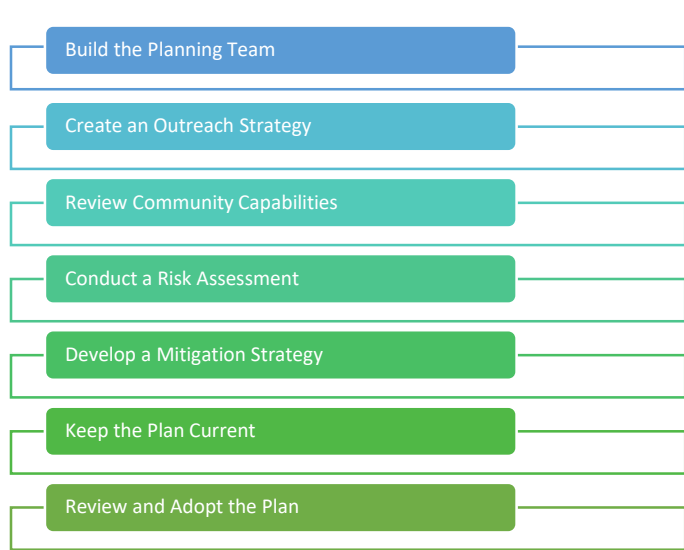 Build the Planning Team
Create an Outreach Strategy
Review Community Capabilities
Conduct a Risk Assessment
Develop a Mitigation Strategy
Keep the Plan Current
Review and Adopt the Plan